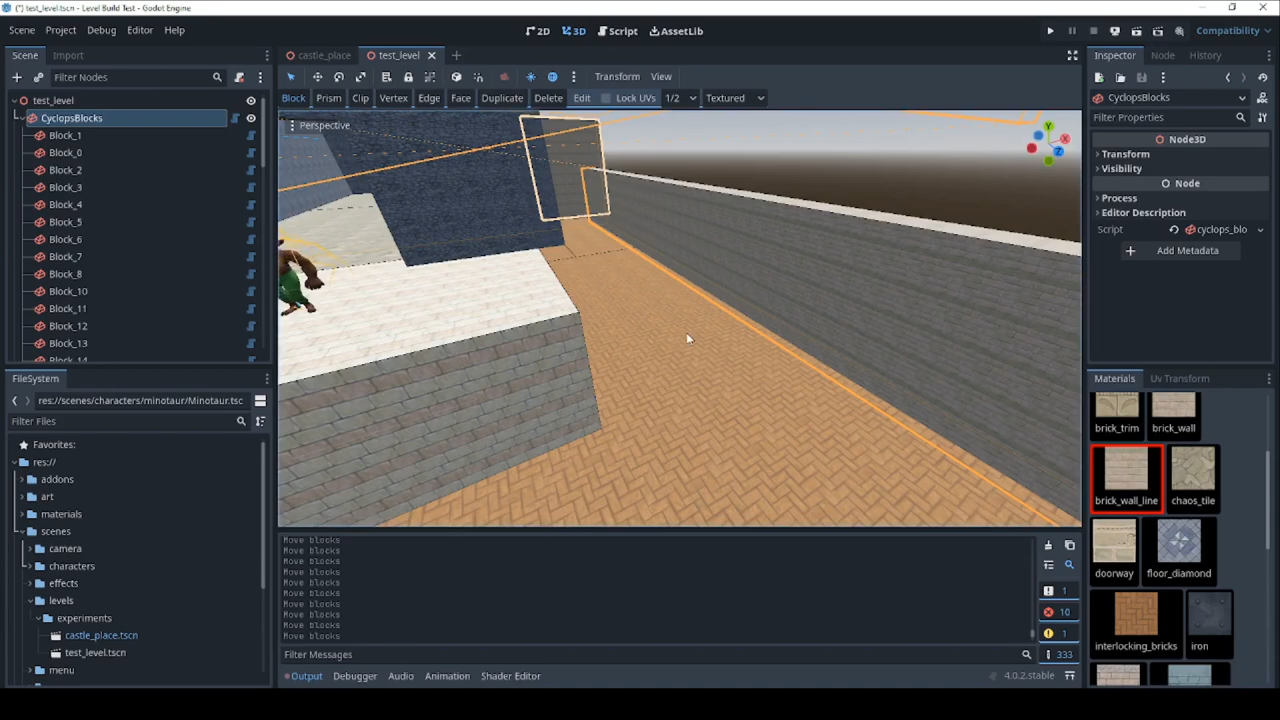 (*) test_level.tscn - Level Build Test - Godot Engine
Scene Project Debug Editor Help
2D 3D Script AssetLib
Compatibility
Scene Import
castle_place test_level
Inspector Node History
Filter Nodes
Transform View
Block Prism Clip Vertex Edge Face Duplicate Delete Edit Lock UVs 1/2 Textured
test_level
CyclopsBlocks
Block_1
Block_0
Block_2
Block_3
Block_4
Block_5
Block_6
Block_7
Block_8
Block_10
Block_11
Block_12
Block_13
Block_14
Perspective
Y
X
Z
CyclopsBlocks
Filter Properties
Node3D
Transform
Visibility
Node
Process
Editor Description
Script cyclops_blo
Add Metadata
FileSystem
res://scenes/characters/minotaur/Minotaur.tsc
Filter Files
Favorites:
res://
addons
art
materials
scenes
camera
characters
effects
levels
experiments
castle_place.tscn
test_level.tscn
menu
Move blocks
Move blocks
Move blocks
Move blocks
Move blocks
Move blocks
Move blocks
Move blocks
Move blocks
Move blocks
1
10
1
333
Filter Messages
Output Debugger Audio Animation Shader Editor
4.0.2.stable
Materials Uv Transform
brick_trim brick_wall
brick_wall_line chaos_tile
doorway floor_diamond
interlocking_bricks iron